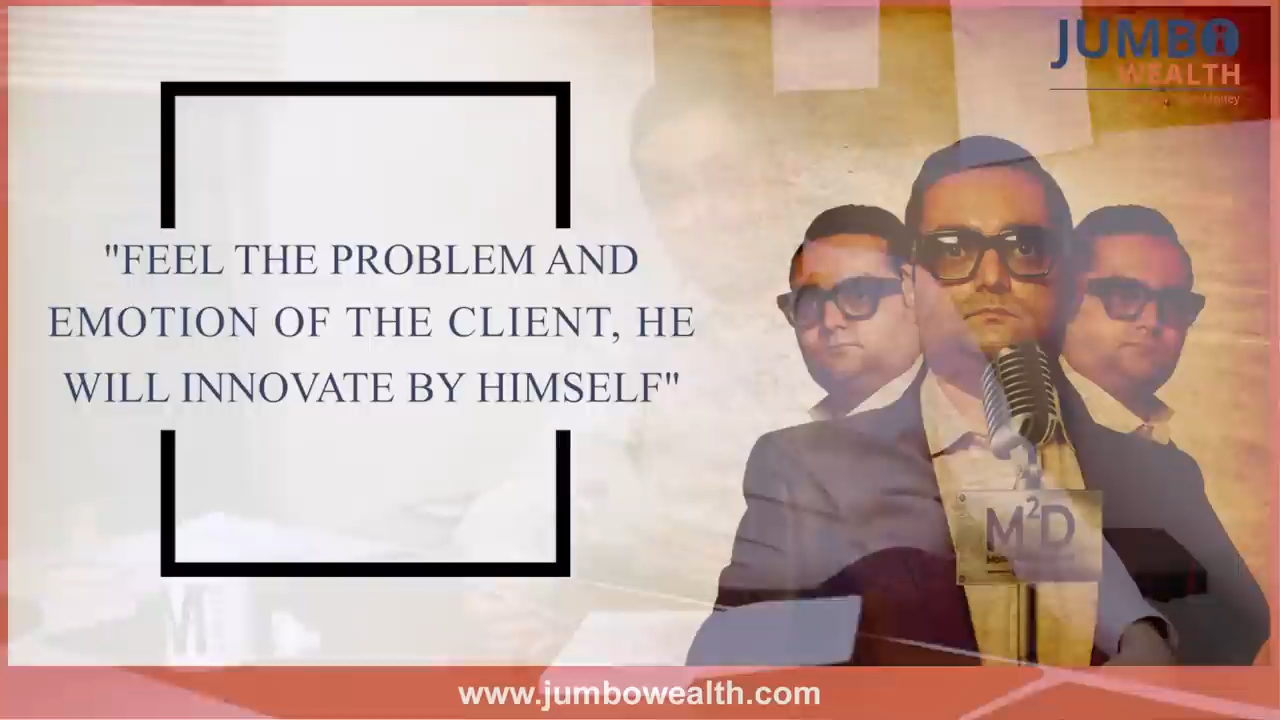 JUMBO
WEALTH
Money
"FEEL THE PROBLEM AND
EMOTION OF THE CLIENT, HE
WILL INNOVATE BY HIMSELF"
M²D
www.jumbowealth.com